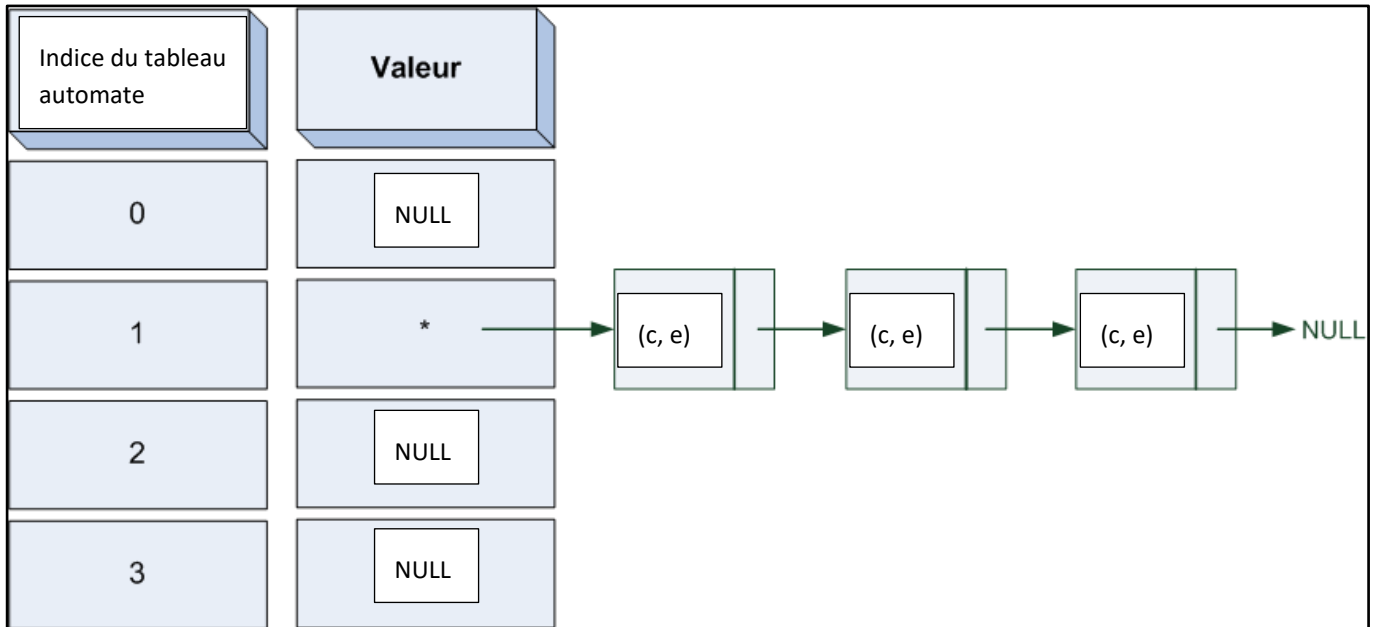 Indice du tableau
automate
Valeur
0
NULL
1
*
(c, e)
(c, e)
(c, e)
NULL
2
NULL
3
NULL